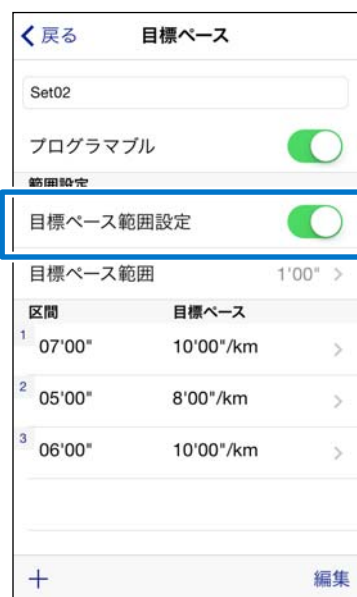 戻る 目標ペース
Set02
プログラマブル
範囲設定
目標ペース範囲設定
目標ペース範囲 1'00"
区間 目標ペース
1 07'00" 10'00"/km
2 05'00" 8'00"/km
3 06'00" 10'00"/km
+ 編集